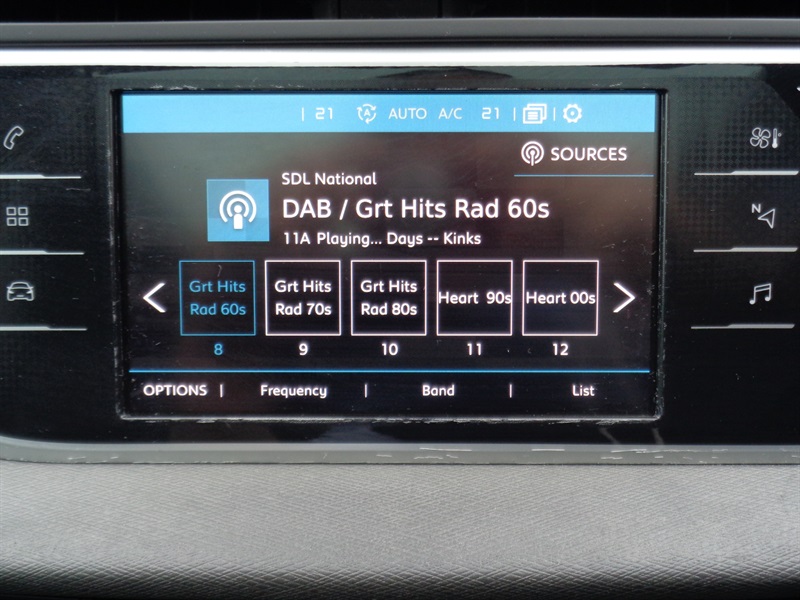 21 A AUTO A/C 21
SOURCES
SDL National
DAB / Grt Hits Rad 60s
11A Playing... Days -- Kinks
Grt Hits Rad 60s
Grt Hits Rad 70s
Grt Hits Rad 80s
Heart 90s
Heart 00s
8 9 10 11 12
OPTIONS | Frequency | Band | List
N